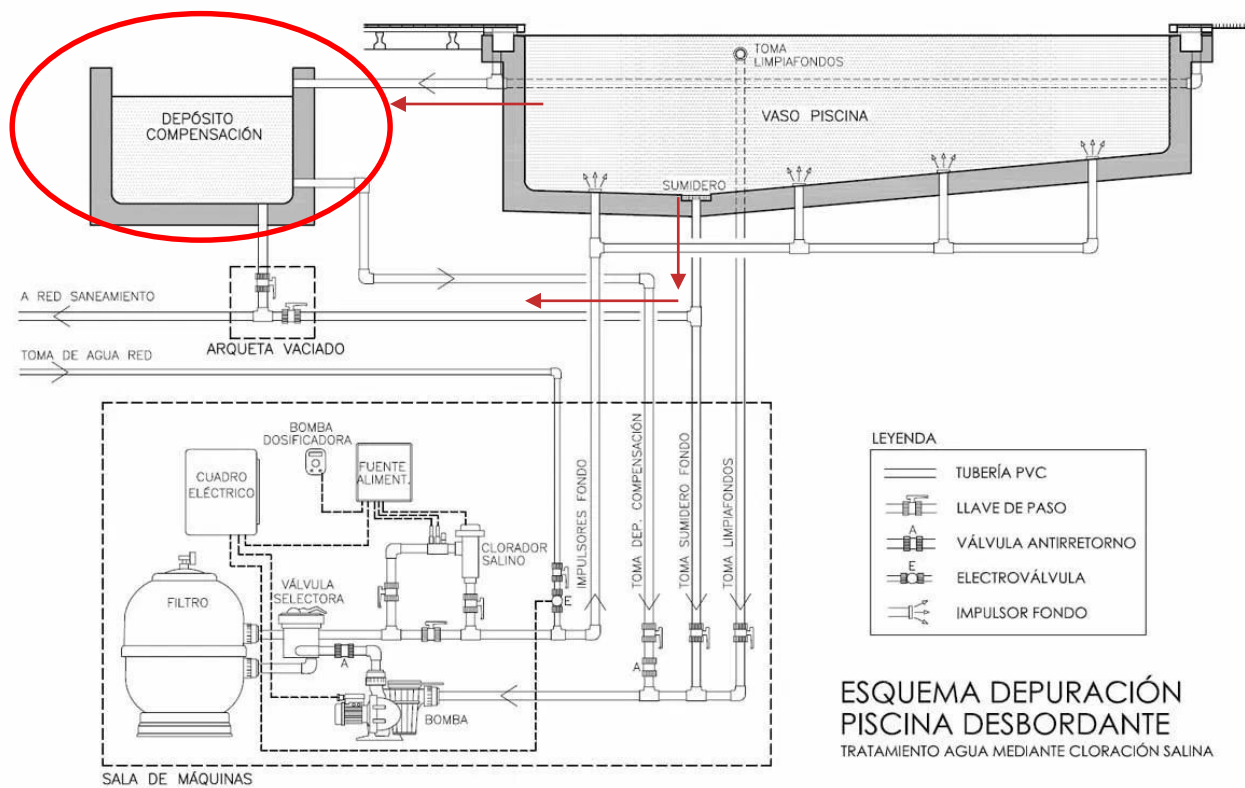 TOMA
LIMPIAFONDOS
DEPÓSITO
COMPENSACIÓN
VASO PISCINA
SUMIDERO
A RED SANEAMIENTO
ARQUETA VACIADO
TOMA DE AGUA RED
BOMBA
DOSIFICADORA
CUADRO
ELÉCTRICO
FUENTE
ALIMENT.
CLORADOR
SALINO
IMPULSORES FONDO
TOMA DEP. COMPENSACIÓN
TOMA SUMIDERO FONDO
TOMA LIMPIAFONDOS
FILTRO
VÁLVULA
SELECTORA
E
A
A
BOMBA
SALA DE MÁQUINAS
LEYENDA
TUBERÍA PVC
LLAVE DE PASO
A
VÁLVULA ANTIRRETORNO
E
ELECTROVÁLVULA
IMPULSOR FONDO
ESQUEMA DEPURACIÓN
PISCINA DESBORDANTE
TRATAMIENTO AGUA MEDIANTE CLORACIÓN SALINA